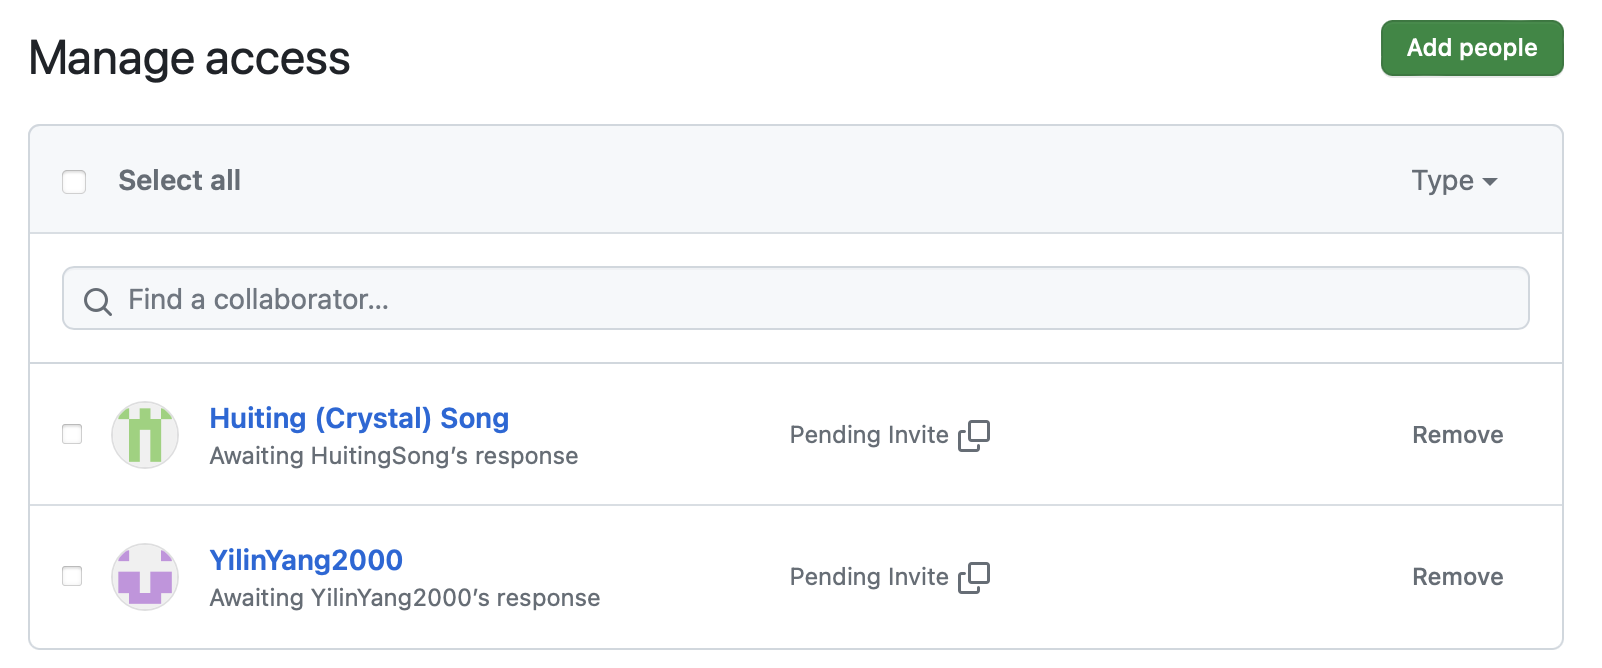 Manage access
Add people
Select all
Type
Find a collaborator...
Huiting (Crystal) Song
Awaiting HuitingSong’s response
Pending Invite
Remove
YilinYang2000
Awaiting YilinYang2000’s response
Pending Invite
Remove